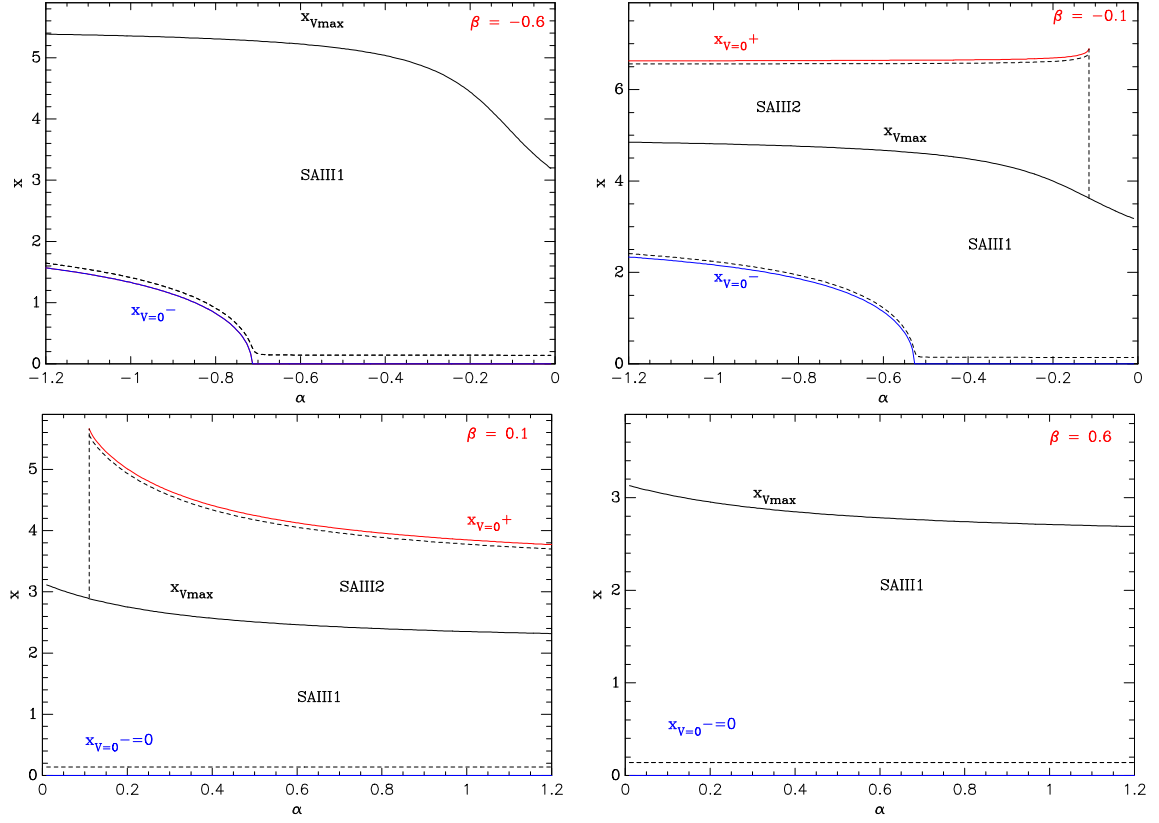 x_Vmax
β = −0.6
5
4
3
2
1
0
x
SAIII1
x_V=0−
−1.2
−1
−0.8
−0.6
−0.4
−0.2
0
α
β = −0.1
x_V=0+
6
4
2
0
x
SAIII2
x_Vmax
SAIII1
x_V=0−
−1.2
−1
−0.8
−0.6
−0.4
−0.2
0
α
β = 0.1
5
4
3
2
1
0
x
x_V=0+
x_Vmax
SAIII2
SAIII1
x_V=0−=0
0
0.2
0.4
0.6
0.8
1
1.2
α
β = 0.6
3
2
1
0
x
x_Vmax
SAIII1
x_V=0−=0
0
0.2
0.4
0.6
0.8
1
1.2
α